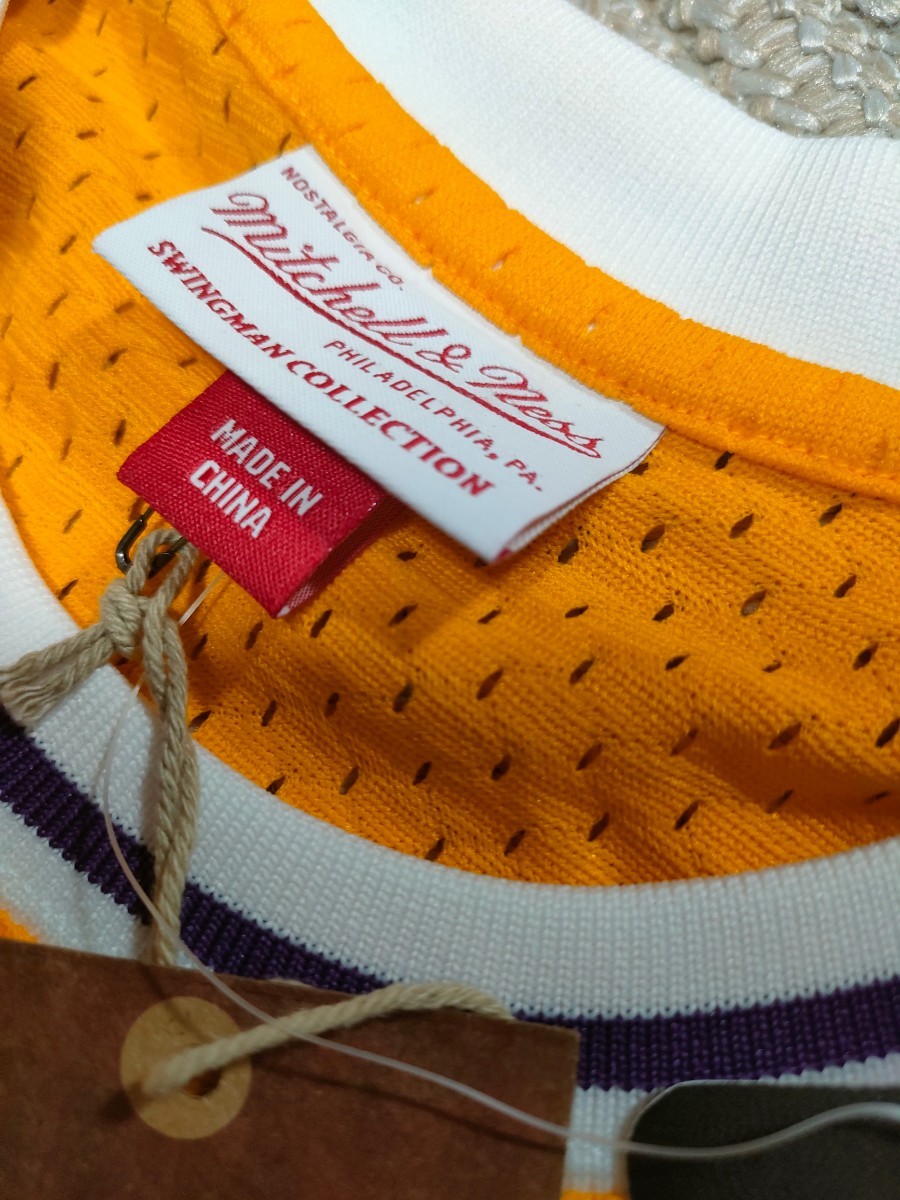 NOSTALGIA CO.
Mitchell & Ness
PHILADELPHIA, PA.
SWINGMAN COLLECTION
MADE IN
CHINA